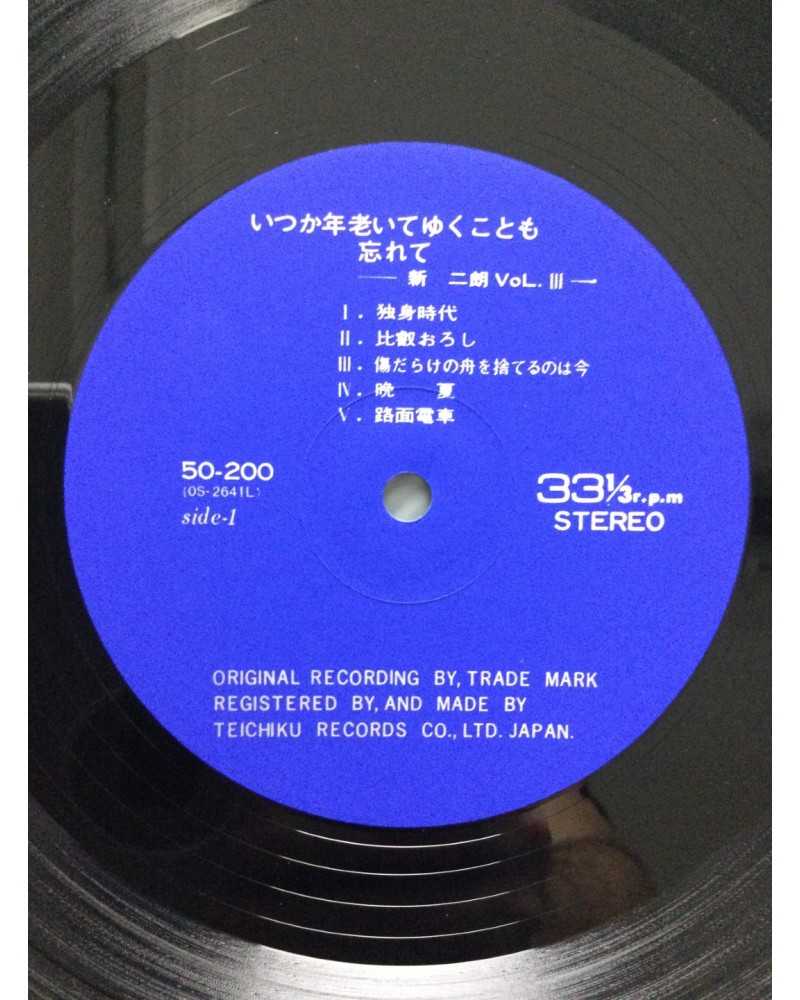 いつか年老いてゆくことも
忘れて
— 新　二朗 VOL. III —
I. 独身時代
II. 比叡おろし
III. 傷だらけの舟を捨てるのは今
IV. 晩　夏
V. 路面電車
50-200
(OS-2641L)
side-1
33 1/3 r.p.m
STEREO
ORIGINAL RECORDING BY, TRADE MARK
REGISTERED BY, AND MADE BY
TEICHIKU RECORDS CO., LTD. JAPAN.